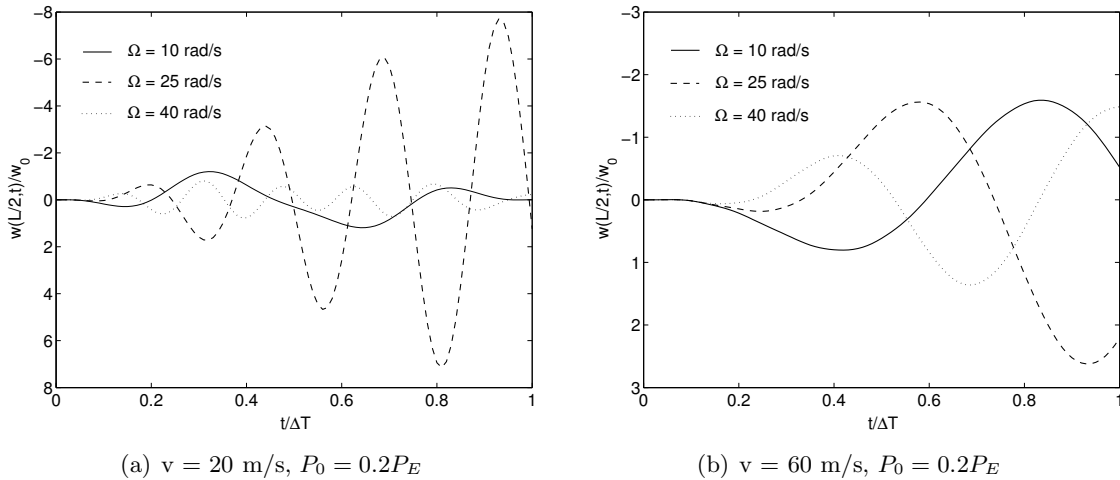 -8
-6
-4
-2
0
2
4
6
8
w(L/2,t)/w0
Ω = 10 rad/s
Ω = 25 rad/s
Ω = 40 rad/s
0 0.2 0.4 0.6 0.8 1
t/ΔT
(a) v = 20 m/s, P0 = 0.2PE
-3
-2
-1
0
1
2
3
w(L/2,t)/w0
Ω = 10 rad/s
Ω = 25 rad/s
Ω = 40 rad/s
0 0.2 0.4 0.6 0.8 1
t/ΔT
(b) v = 60 m/s, P0 = 0.2PE